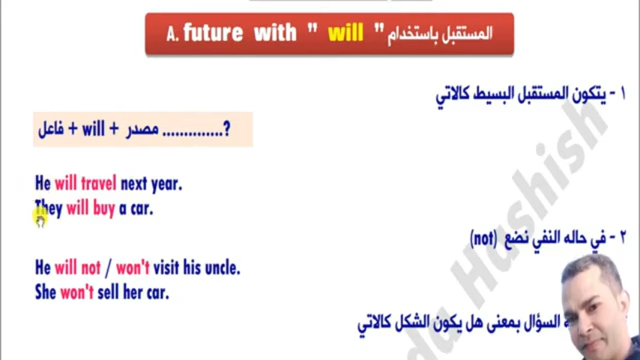 A. future with " will " المستقبل باستخدام
١ - يتكون المستقبل البسيط كالاتي
فاعل + will + مصدر ..............?
He will travel next year.
They will buy a car.
٢ - في حاله النفي نضع (not)
He will not / won't visit his uncle.
She won't sell her car.
السؤال بمعنى هل يكون الشكل كالاتي
da Hashish